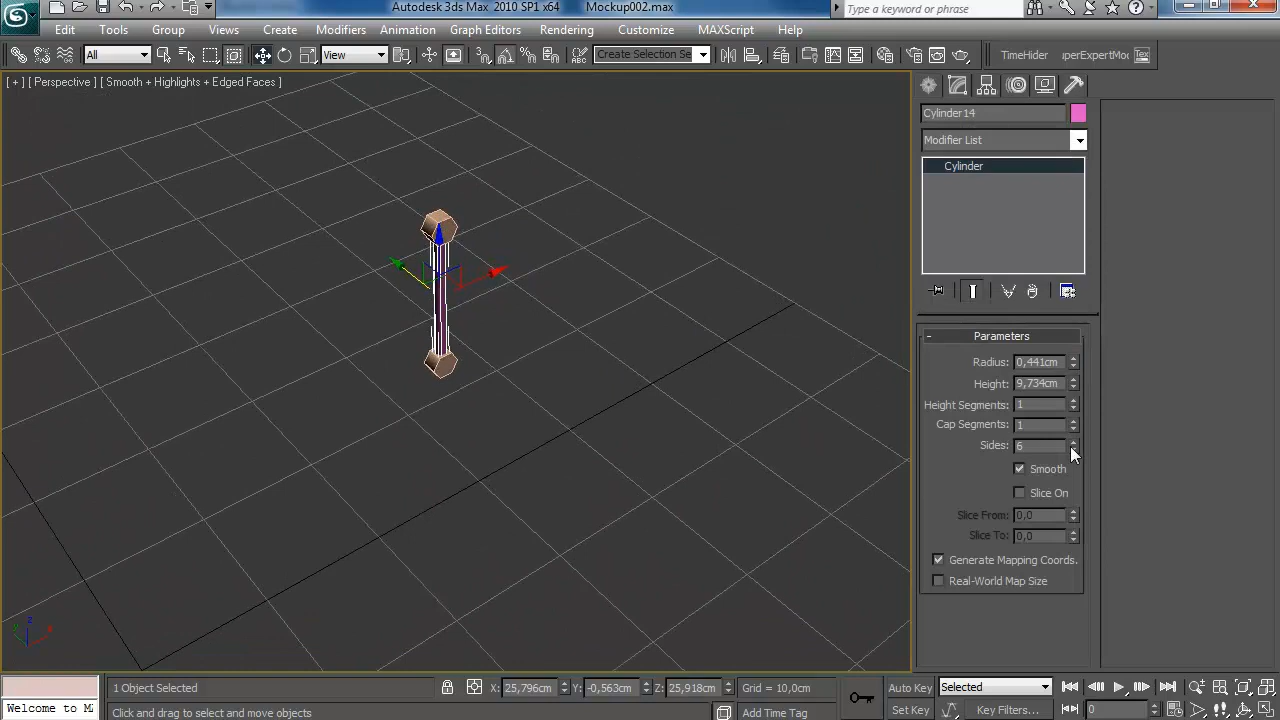 Autodesk 3ds Max 2010 SP1 x64 Mockup002.max
Type a keyword or phrase
Edit Tools Group Views Create Modifiers Animation Graph Editors Rendering Customize MAXScript Help
All
View
Create Selection Se
TimeHider
uperExpertMod
Tex
[ + ] [ Perspective ] [ Smooth + Highlights + Edged Faces ]
Cylinder14
Modifier List
Cylinder
- Parameters
Radius: 0,441cm
Height: 9,734cm
Height Segments: 1
Cap Segments: 1
Sides: 6
Smooth
Slice On
Slice From: 0,0
Slice To: 0,0
Generate Mapping Coords.
Real-World Map Size
z
x
1 Object Selected
X: 25,796cm Y: -0,563cm Z: 25,918cm
Grid = 10,0cm
Auto Key
Selected
Welcome to MA
Click and drag to select and move objects
Add Time Tag
Set Key
Key Filters...
0